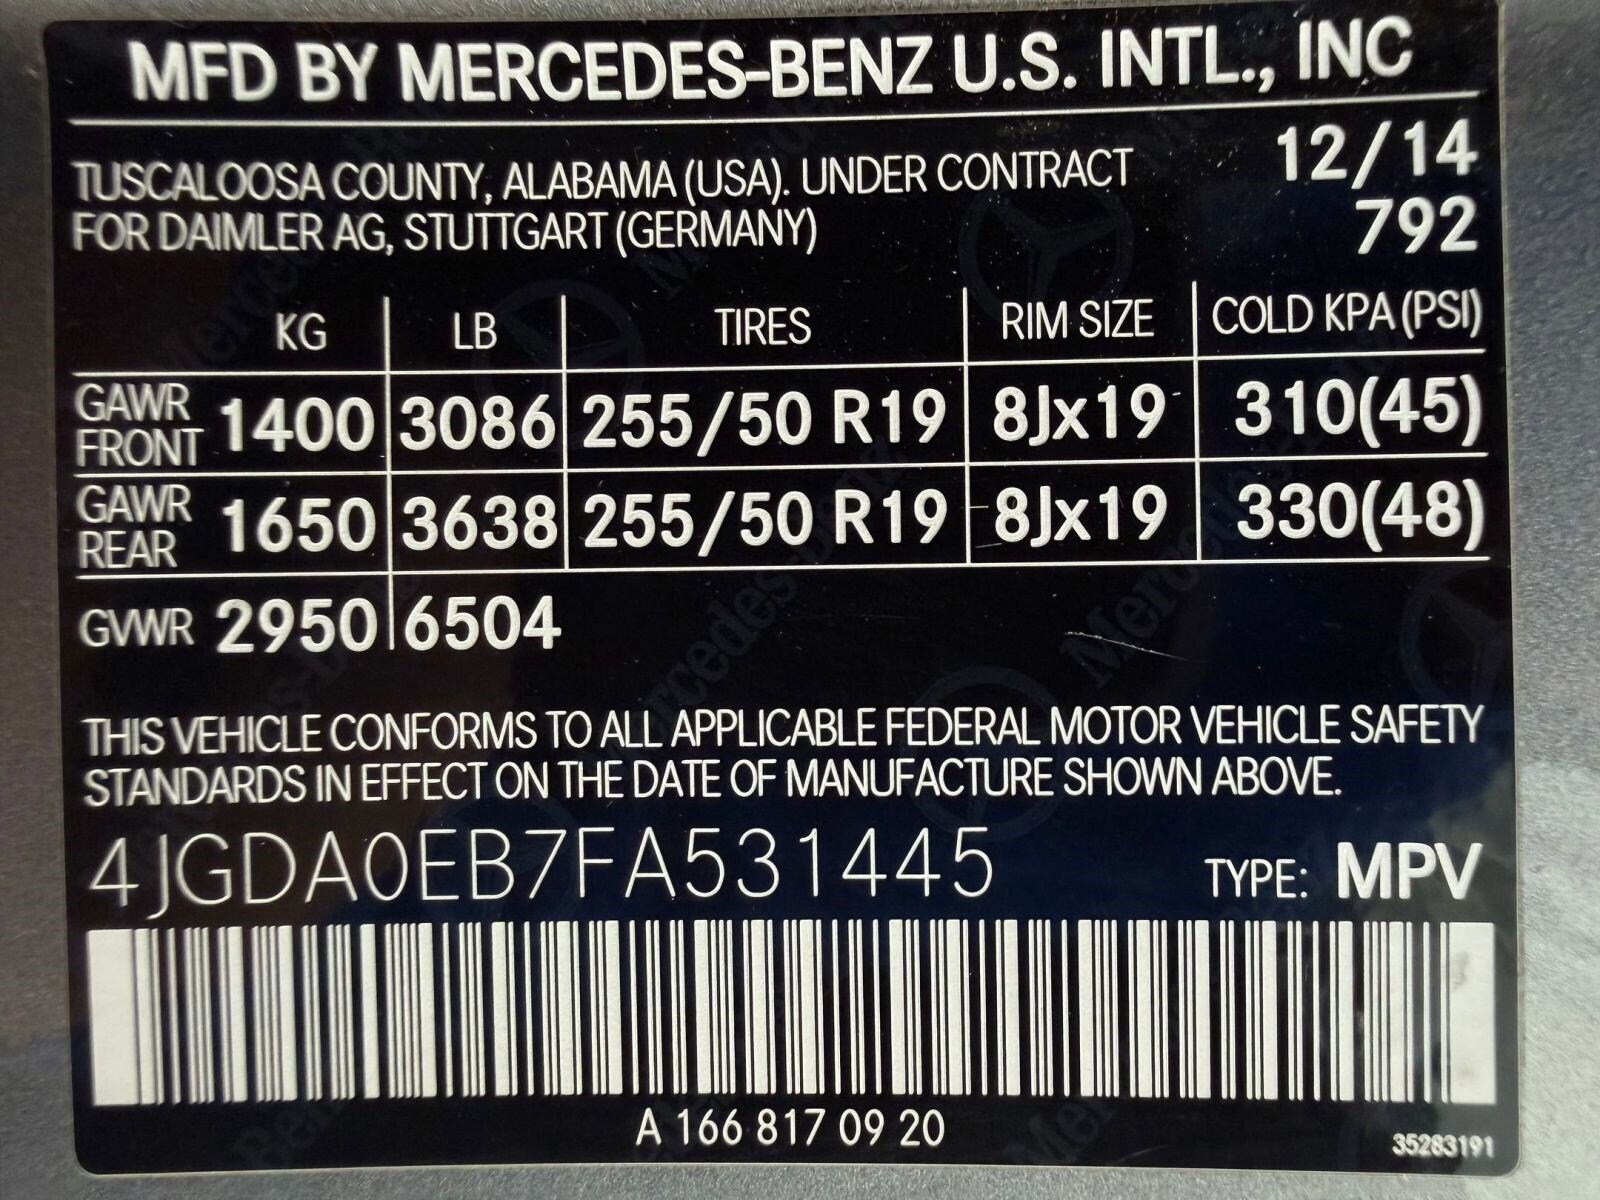 MFD BY MERCEDES-BENZ U.S. INTL., INC
TUSCALOOSA COUNTY, ALABAMA (USA). UNDER CONTRACT 12/14
FOR DAIMLER AG, STUTTGART (GERMANY) 792
KG LB TIRES RIM SIZE COLD KPA (PSI)
GAWR FRONT 1400 3086 255/50 R19 8Jx19 310(45)
GAWR REAR 1650 3638 255/50 R19 8Jx19 330(48)
GVWR 2950 6504
THIS VEHICLE CONFORMS TO ALL APPLICABLE FEDERAL MOTOR VEHICLE SAFETY
STANDARDS IN EFFECT ON THE DATE OF MANUFACTURE SHOWN ABOVE.
4JGDA0EB7FA531445 TYPE: MPV
A 166 817 09 20
35283191